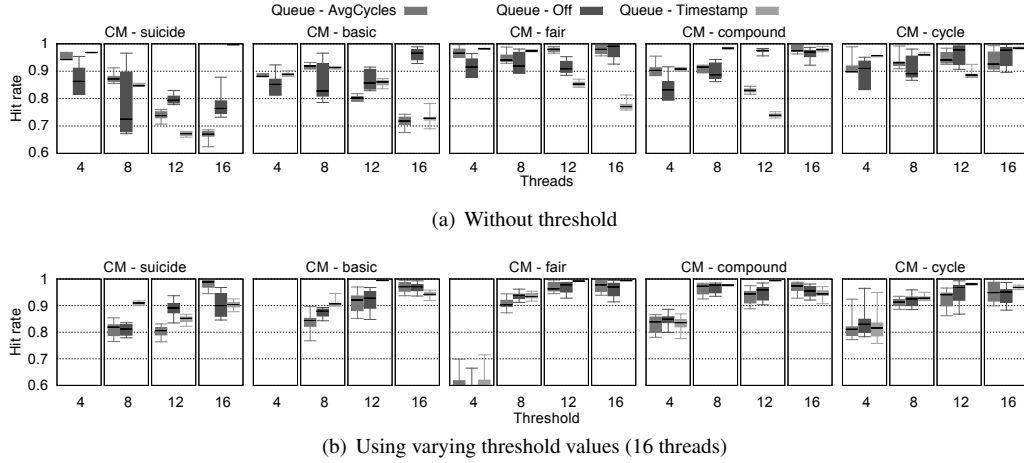 Queue - AvgCycles Queue - Off Queue - Timestamp
CM - suicide CM - basic CM - fair CM - compound CM - cycle
1
0.9
0.8
0.7
0.6
Hit rate
4 8 12 16 4 8 12 16 4 8 12 16 4 8 12 16 4 8 12 16
Threads
(a) Without threshold
CM - suicide CM - basic CM - fair CM - compound CM - cycle
1
0.9
0.8
0.7
0.6
Hit rate
4 8 12 16 4 8 12 16 4 8 12 16 4 8 12 16 4 8 12 16
Threshold
(b) Using varying threshold values (16 threads)